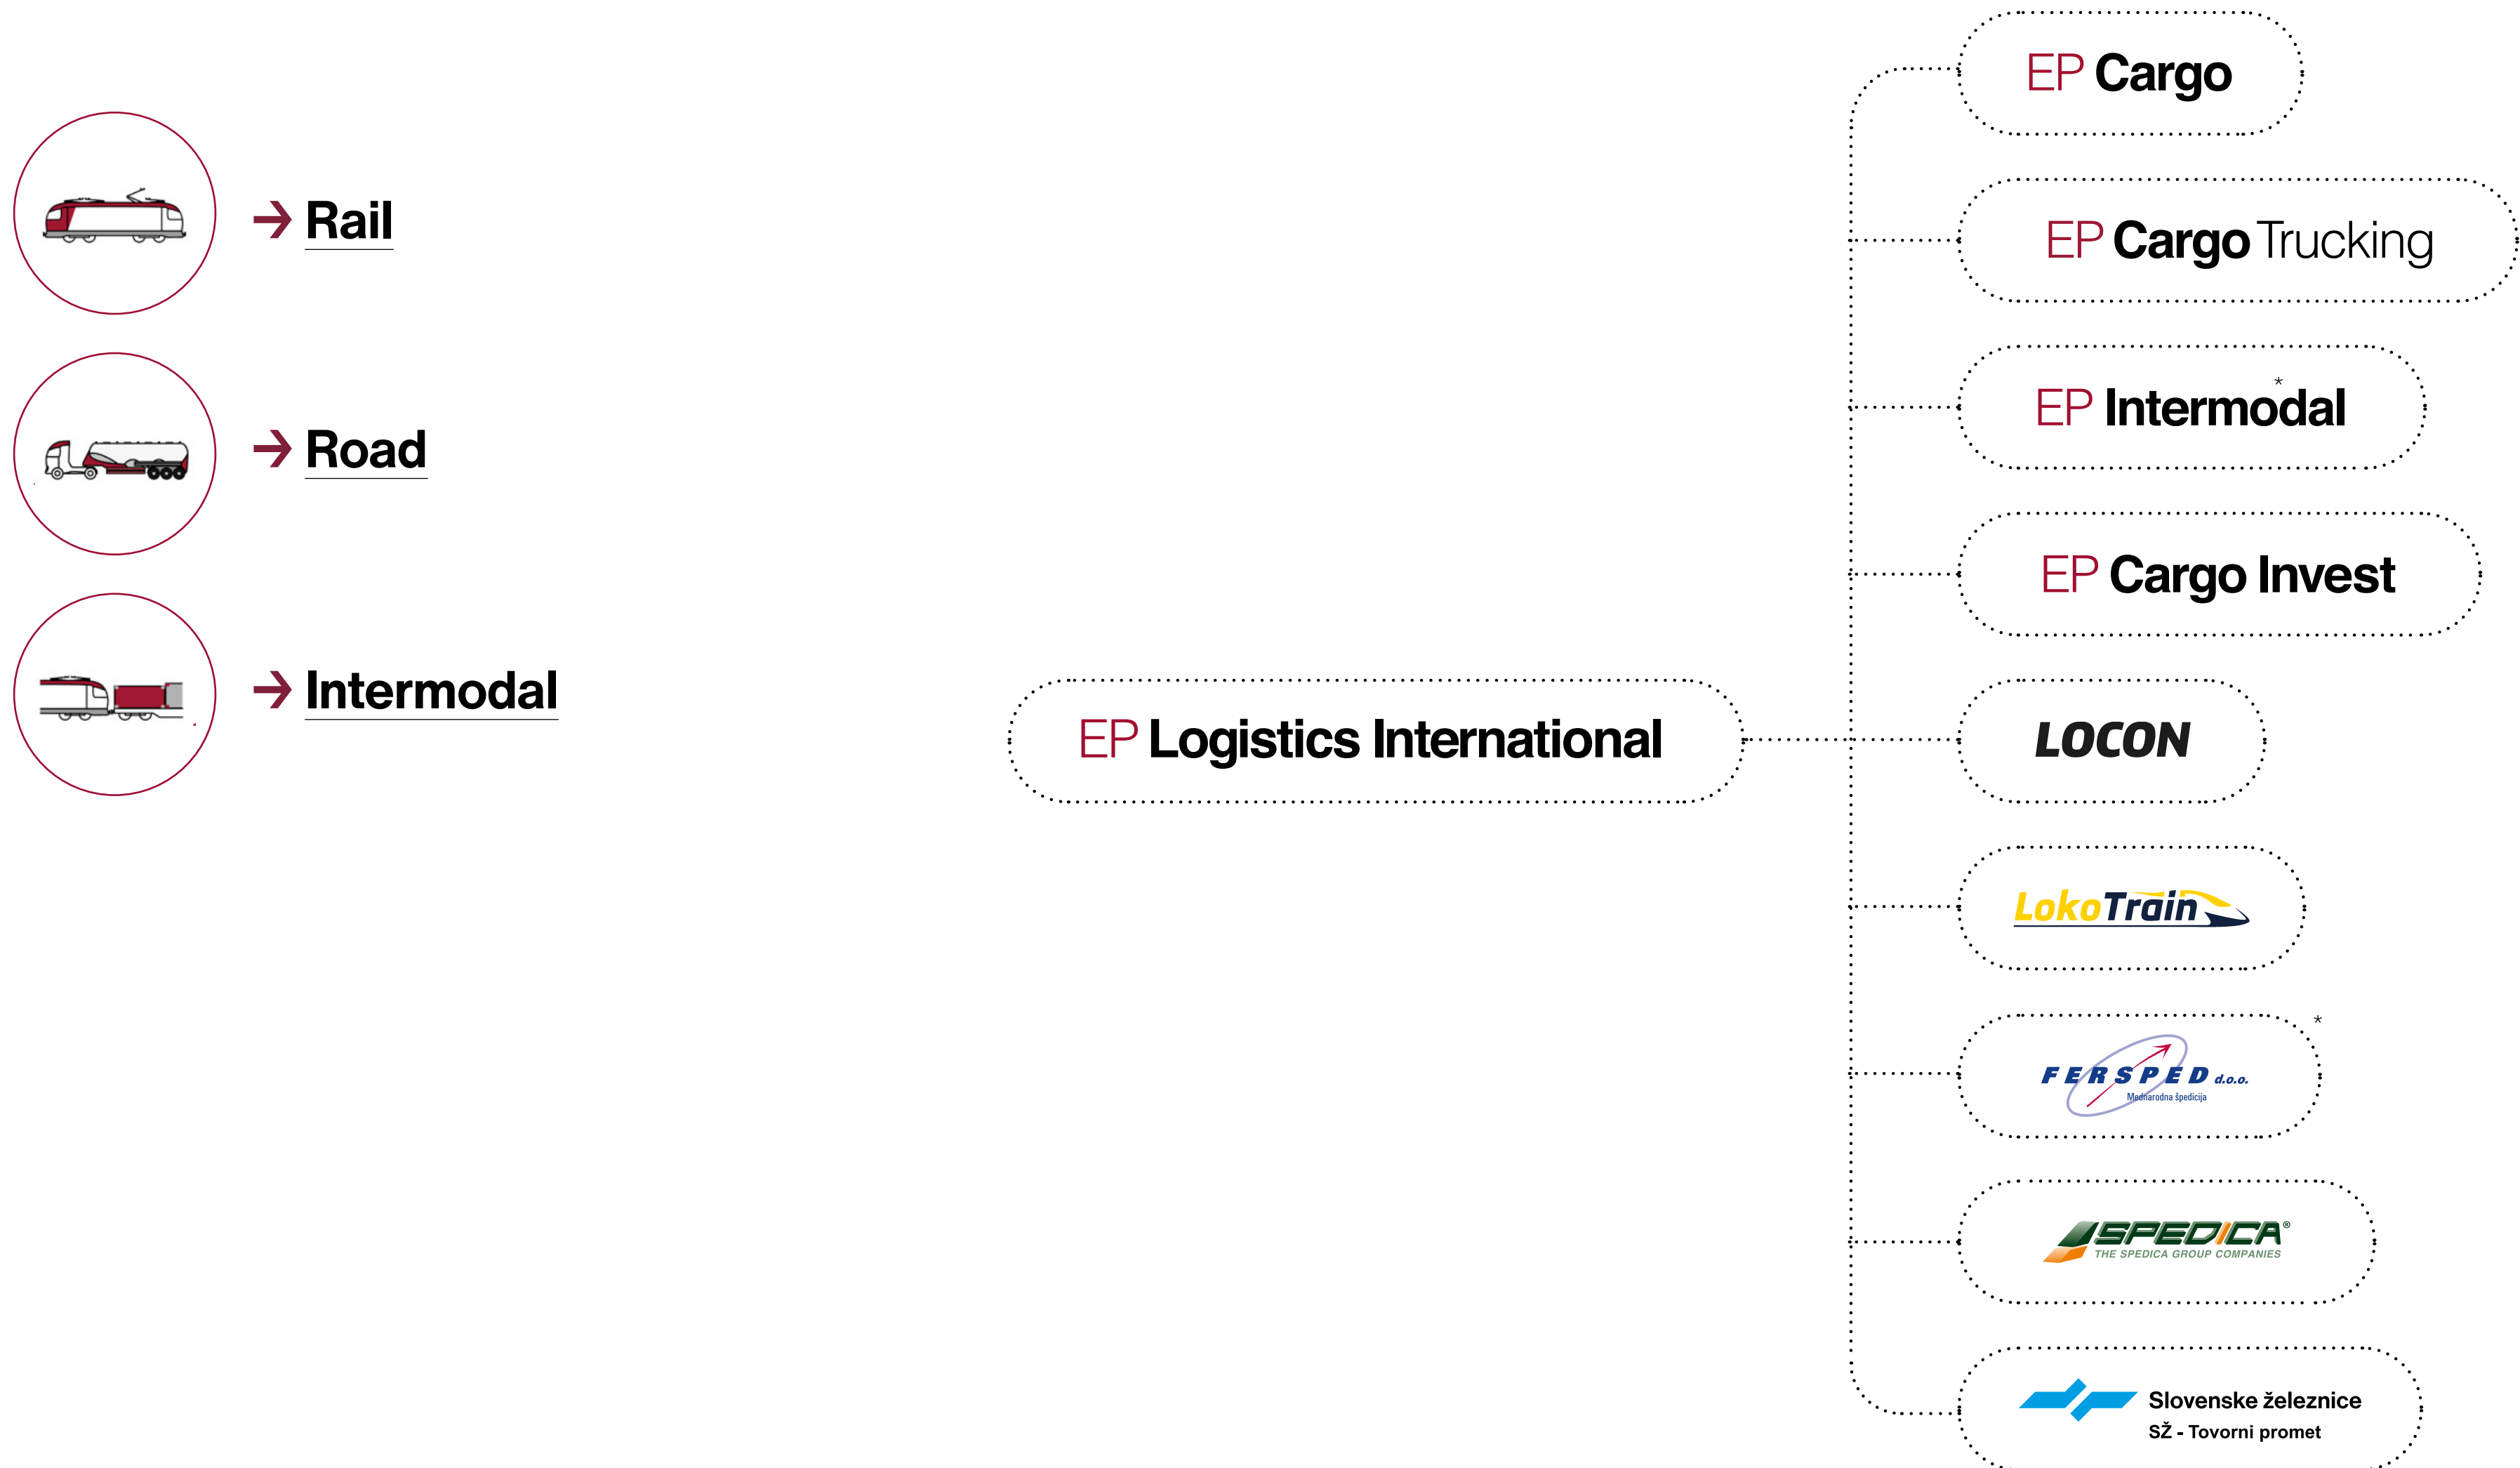 → Rail
→ Road
→ Intermodal
EP Logistics International
EP Cargo
EP Cargo Trucking
EP Intermodal*
EP Cargo Invest
LOCON
LokoTrain
*
FERSPED d.o.o.
Mednarodna špedicija
SPEDICA®
THE SPEDICA GROUP COMPANIES
Slovenske železnice
SŽ - Tovorni promet